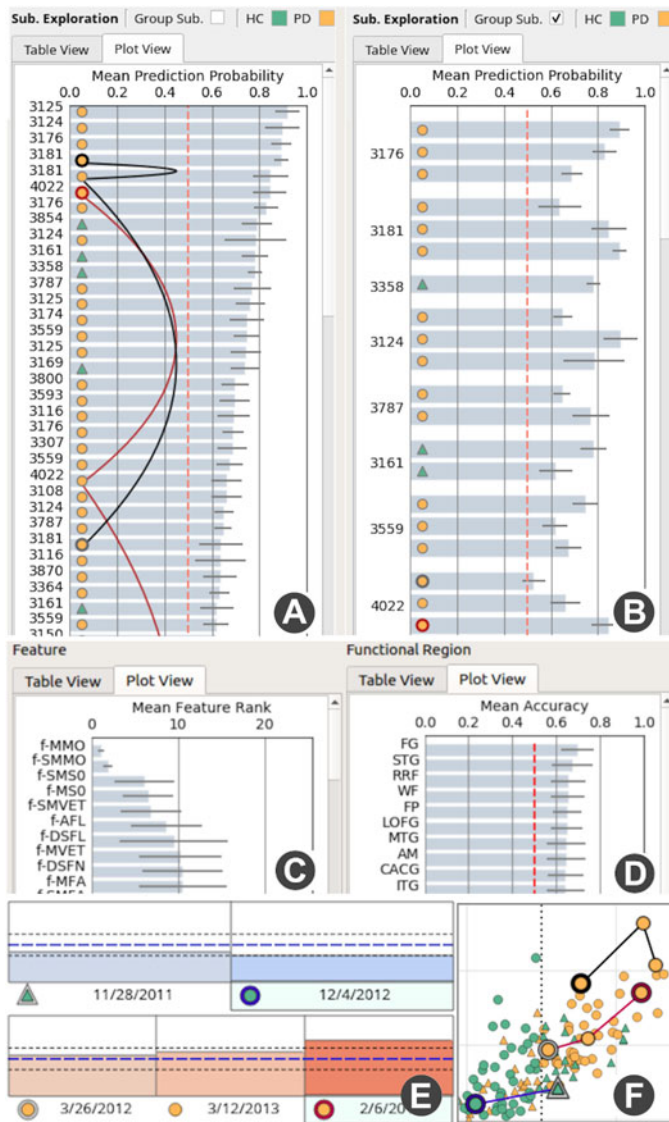 Sub. Exploration Group Sub. HC PD
Table View Plot View
Mean Prediction Probability
0.0 0.2 0.4 0.6 0.8 1.0
3125
3124
3176
3181
3181
4022
3176
3854
3124
3161
3358
3787
3125
3174
3559
3125
3169
3800
3593
3116
3176
3307
3559
4022
3108
3124
3787
3181
3116
3870
3364
3161
3559
3150
A
Sub. Exploration Group Sub. ✓ HC PD
Table View Plot View
Mean Prediction Probability
0.0 0.2 0.4 0.6 0.8 1.0
3176
3181
3358
3124
3787
3161
3559
4022
B
Feature
Table View Plot View
Mean Feature Rank
0 10 20
f-MMO
f-SMMO
f-SMS0
f-MS0
f-SMVET
f-AFL
f-DSFL
f-MVET
f-DSFN
f-MFA
f-SMFA
C
Functional Region
Table View Plot View
Mean Accuracy
0.0 0.2 0.4 0.6 0.8 1.0
FG
STG
RRF
WF
FP
LOFG
MTG
AM
CACG
ITG
D
11/28/2011 12/4/2012
3/26/2012 3/12/2013 2/6/20
E
F